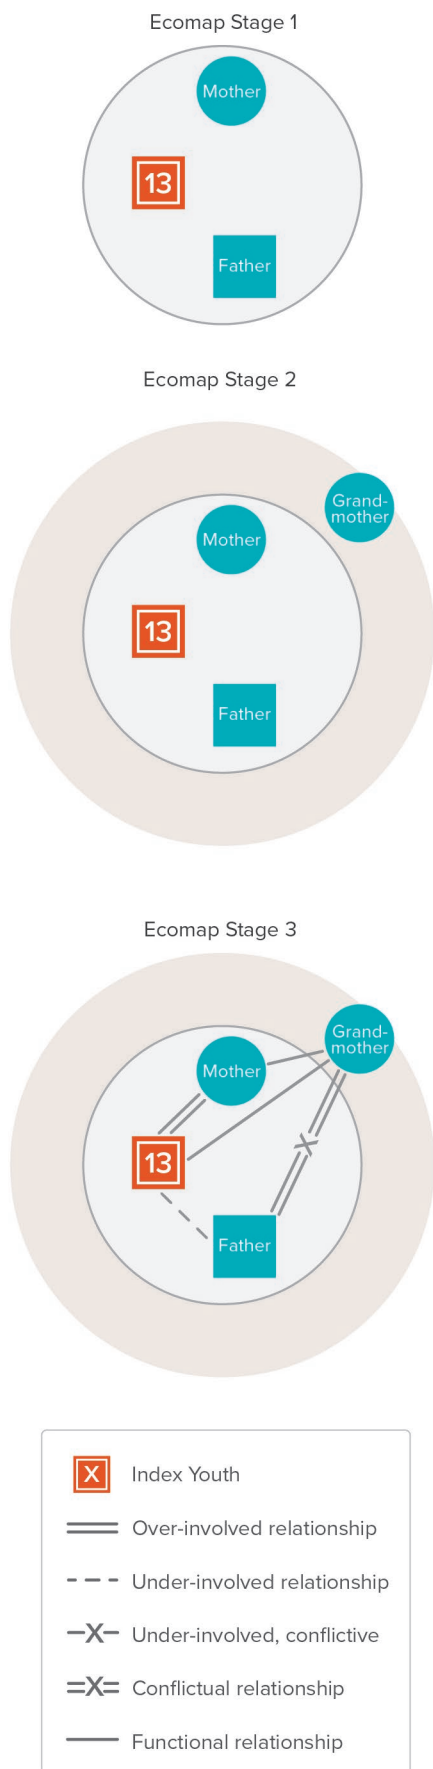 Ecomap Stage 1
Mother
13
Father
Ecomap Stage 2
Grand-
mother
Mother
13
Father
Ecomap Stage 3
Grand-
mother
Mother
X
13
Father
X Index Youth
Over-involved relationship
Under-involved relationship
X Under-involved, conflictive
X Conflictual relationship
Functional relationship